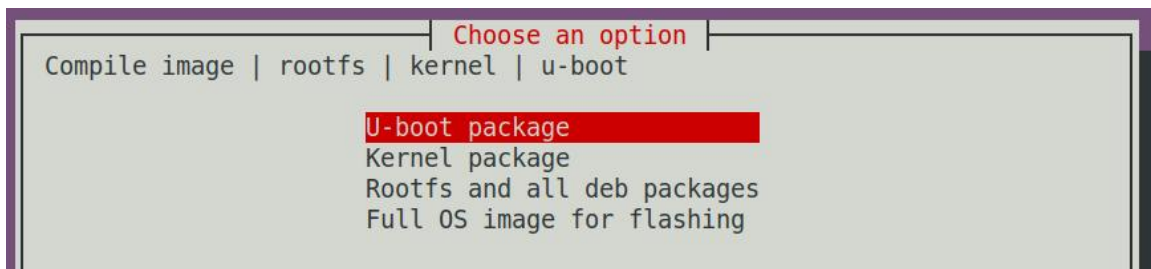 Choose an option
Compile image | rootfs | kernel | u-boot
U-boot package
Kernel package
Rootfs and all deb packages
Full OS image for flashing